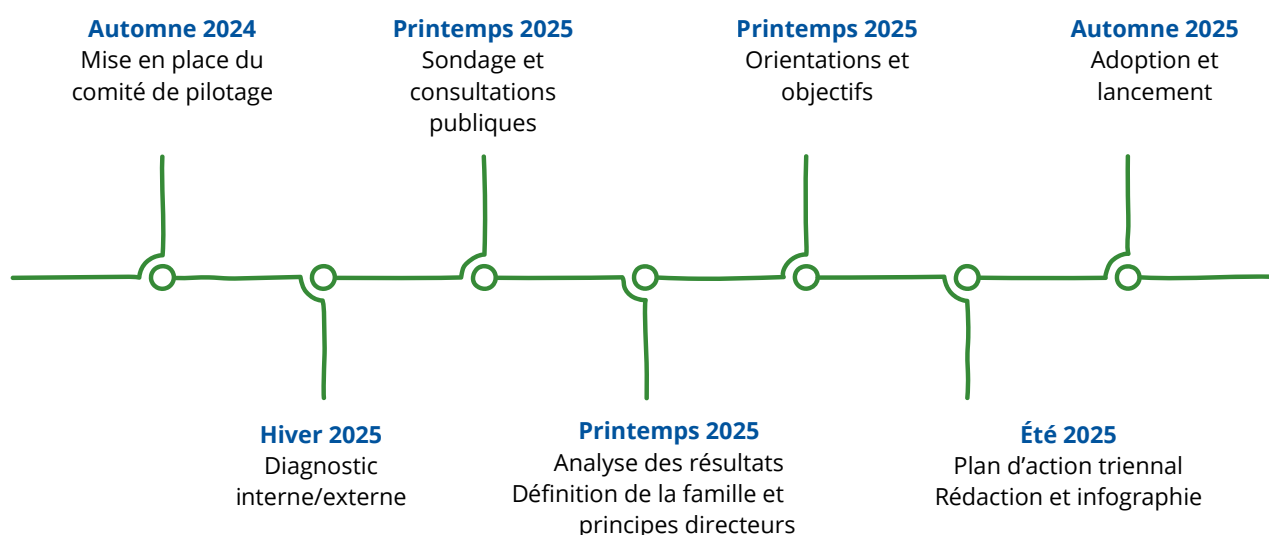 Automne 2024
Mise en place du
comité de pilotage
Hiver 2025
Diagnostic
interne/externe
Printemps 2025
Sondage et
consultations
publiques
Printemps 2025
Analyse des résultats
Définition de la famille et
principes directeurs
Printemps 2025
Orientations et
objectifs
Été 2025
Plan d’action triennal
Rédaction et infographie
Automne 2025
Adoption et
lancement